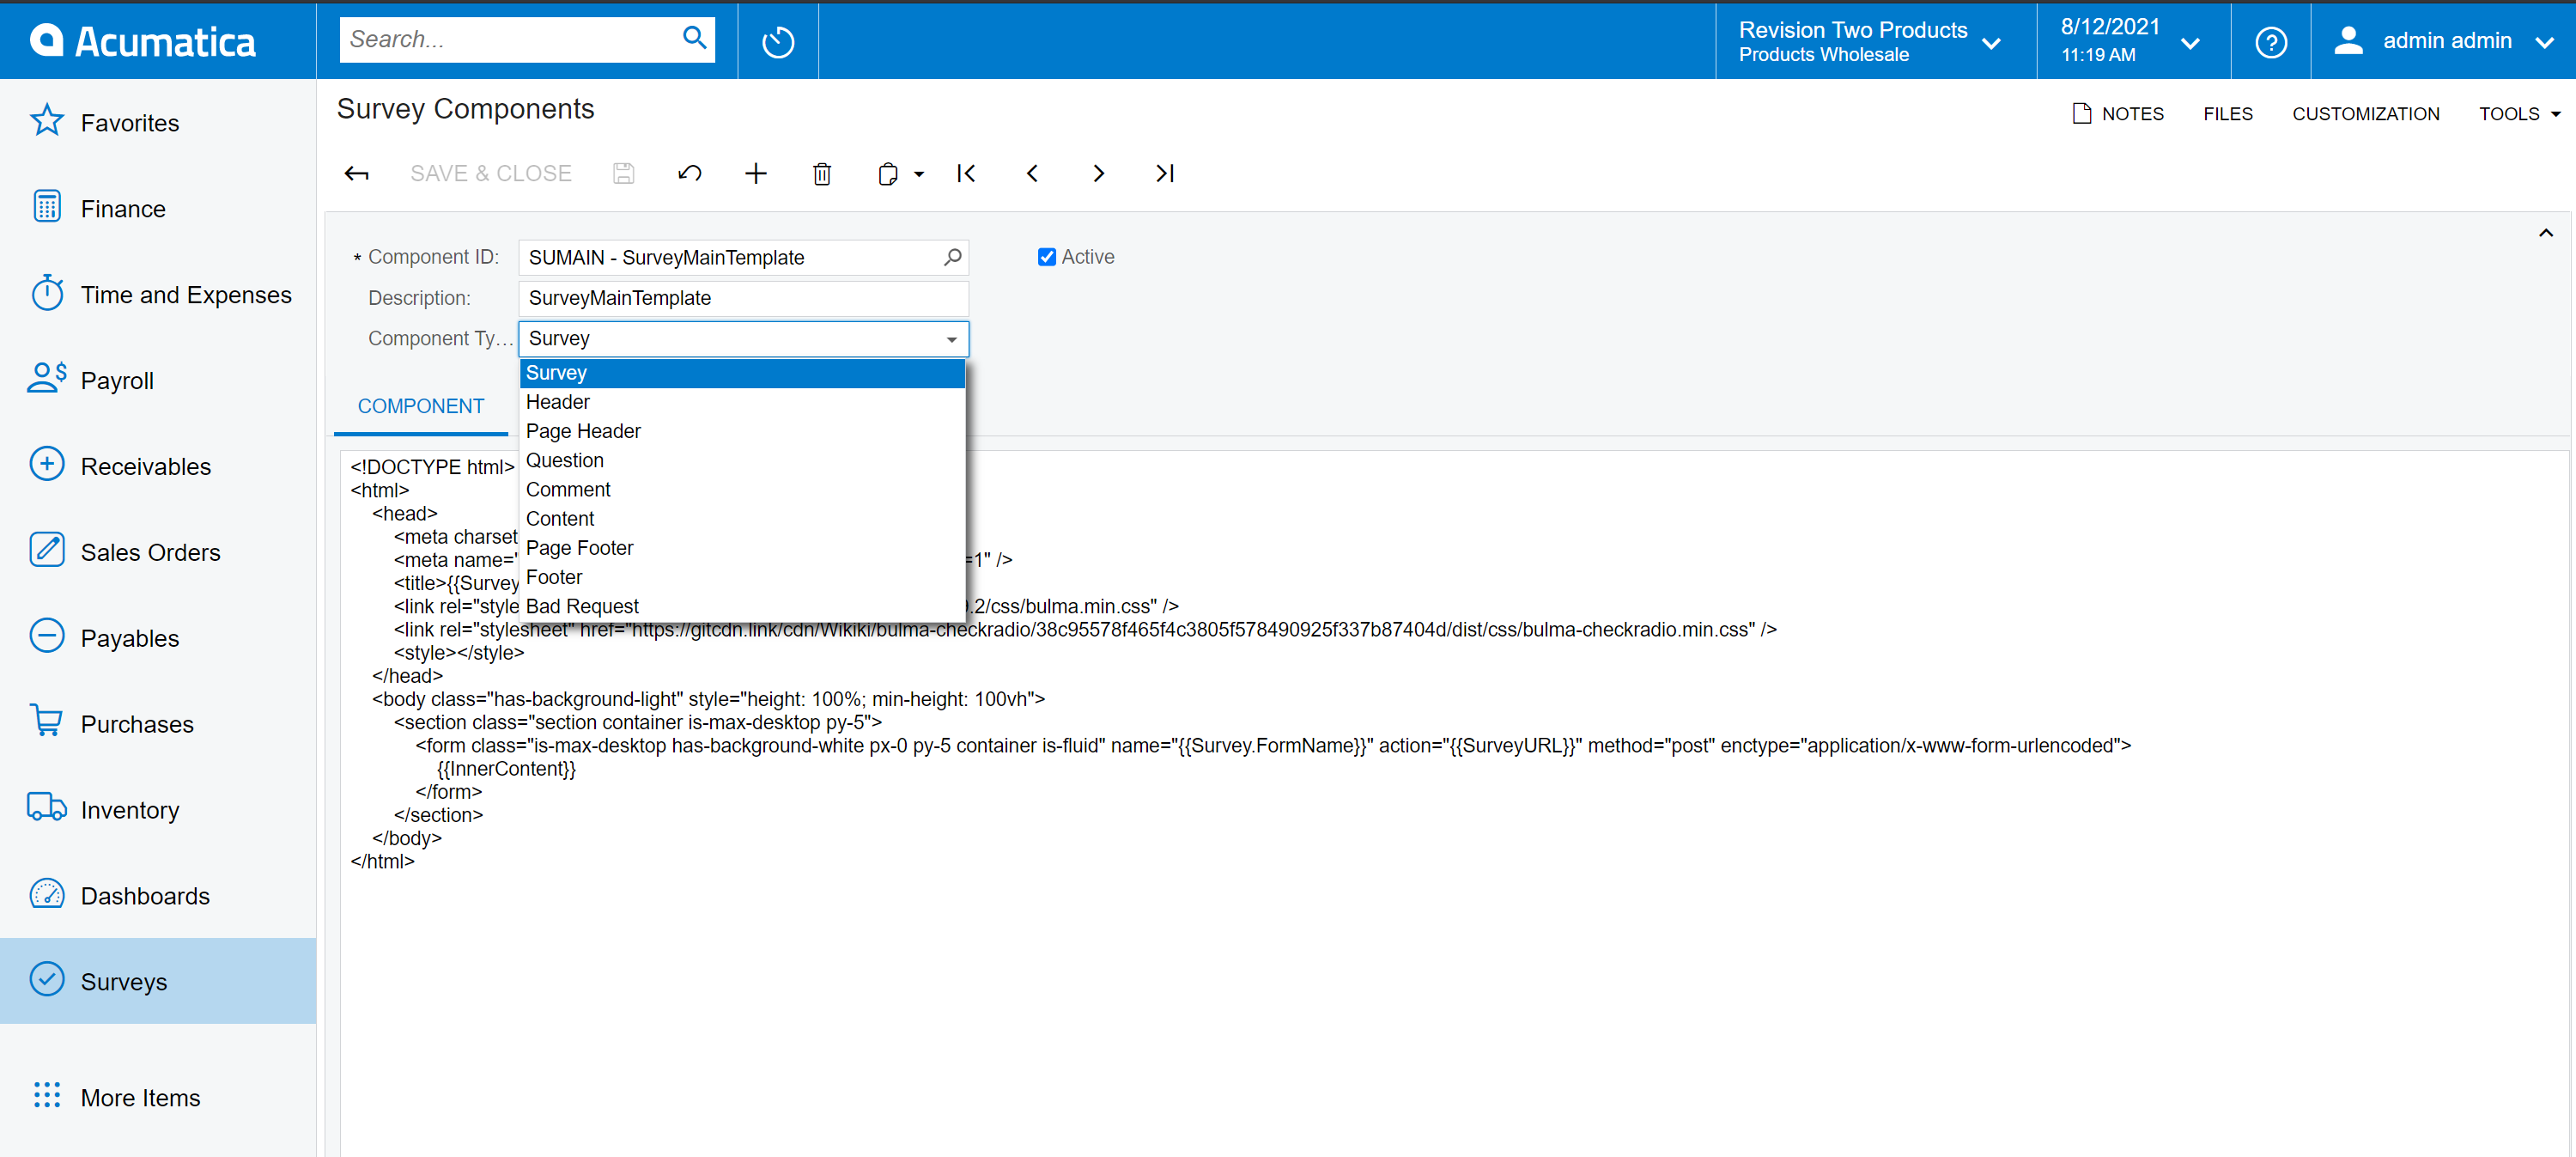 Acumatica
Search...
Revision Two Products
Products Wholesale
8/12/2021
11:19 AM
admin admin
Favorites
Finance
Time and Expenses
Payroll
Receivables
Sales Orders
Payables
Purchases
Inventory
Dashboards
Surveys
More Items
Survey Components
NOTES
FILES
CUSTOMIZATION
TOOLS
SAVE & CLOSE
* Component ID: SUMAIN - SurveyMainTemplate
Active
Description: SurveyMainTemplate
Component Ty... Survey
Survey
Header
Page Header
Question
Comment
Content
Page Footer
Footer
Bad Request
COMPONENT
<!DOCTYPE html>
<html>
<head>
<meta charset
<meta name=" =1" />
<title>{{Survey
<link rel="style .2/css/bulma.min.css" />
<link rel="stylesheet" href="https://gitcdn.link/cdn/Wikiki/bulma-checkradio/38c95578f465f4c3805f578490925f337b87404d/dist/css/bulma-checkradio.min.css" />
<style></style>
</head>
<body class="has-background-light" style="height: 100%; min-height: 100vh">
<section class="section container is-max-desktop py-5">
<form class="is-max-desktop has-background-white px-0 py-5 container is-fluid" name="{{Survey.FormName}}" action="{{SurveyURL}}" method="post" enctype="application/x-www-form-urlencoded">
{{InnerContent}}
</form>
</section>
</body>
</html>